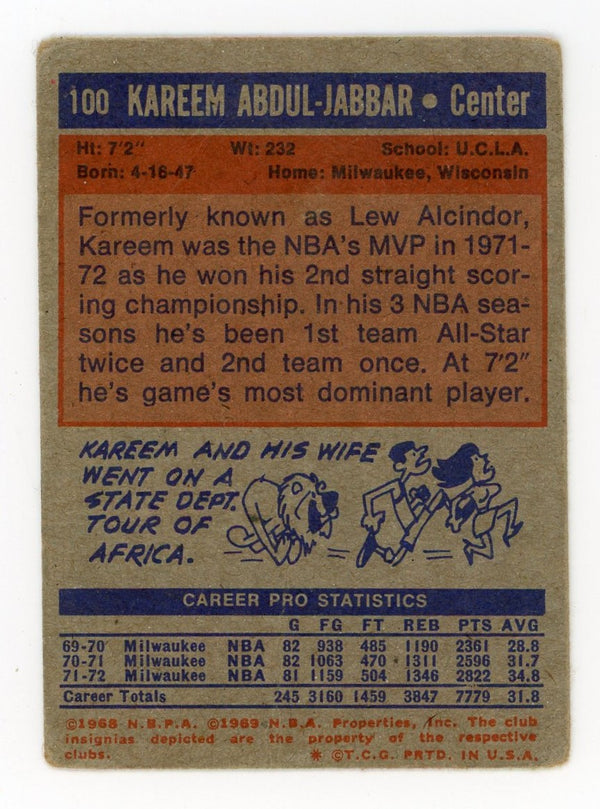 100 KAREEM ABDUL-JABBAR • Center
Ht: 7'2" Wt: 232 School: U.C.L.A.
Born: 4-16-47 Home: Milwaukee, Wisconsin
Formerly known as Lew Alcindor,
Kareem was the NBA's MVP in 1971-
72 as he won his 2nd straight scor-
ing championship. In his 3 NBA sea-
sons he's been 1st team All-Star
twice and 2nd team once. At 7'2"
he's game's most dominant player.
KAREEM AND HIS WIFE
WENT ON A
STATE DEPT.
TOUR OF
AFRICA.
CAREER PRO STATISTICS
G FG FT REB PTS AVG
69-70 Milwaukee NBA 82 938 485 1190 2361 28.8
70-71 Milwaukee NBA 82 1063 470 1311 2596 31.7
71-72 Milwaukee NBA 81 1159 504 1346 2822 34.8
Career Totals 245 3160 1459 3847 7779 31.8
©1968 N.B.P.A. ©1969 N.B.A. Properties, Inc. The club
insignias depicted are the property of the respective
clubs. * ©T.C.G. PRTD. IN U.S.A.